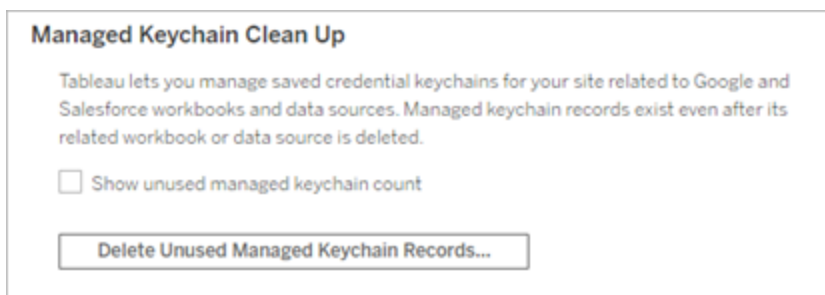 Managed Keychain Clean Up
Tableau lets you manage saved credential keychains for your site related to Google and
Salesforce workbooks and data sources. Managed keychain records exist even after its
related workbook or data source is deleted.
Show unused managed keychain count
Delete Unused Managed Keychain Records...